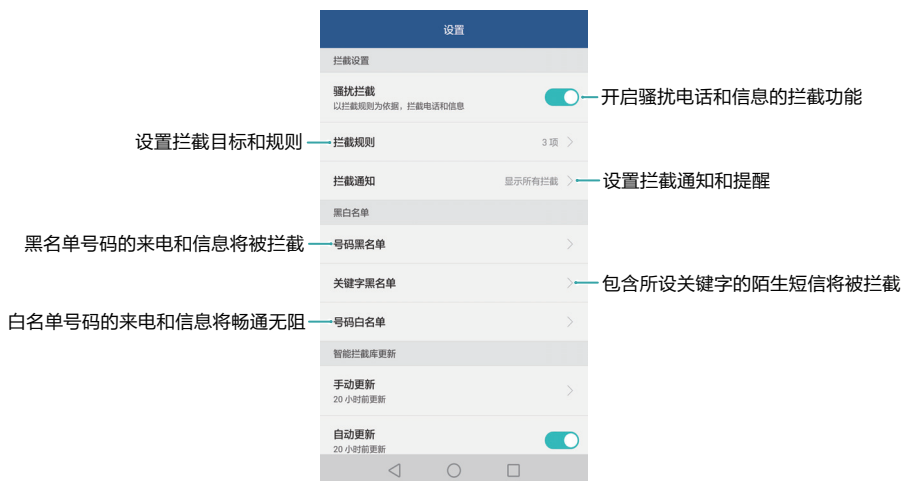 设置
拦截设置
骚扰拦截
以拦截规则为依据，拦截电话和信息
开启骚扰电话和信息的拦截功能
设置拦截目标和规则
拦截规则
3 项
拦截通知
显示所有拦截
设置拦截通知和提醒
黑白名单
黑名单号码的来电和信息将被拦截
号码黑名单
关键字黑名单
包含所设关键字的陌生短信将被拦截
白名单号码的来电和信息将畅通无阻
号码白名单
智能拦截库更新
手动更新
20 小时前更新
自动更新
20 小时前更新